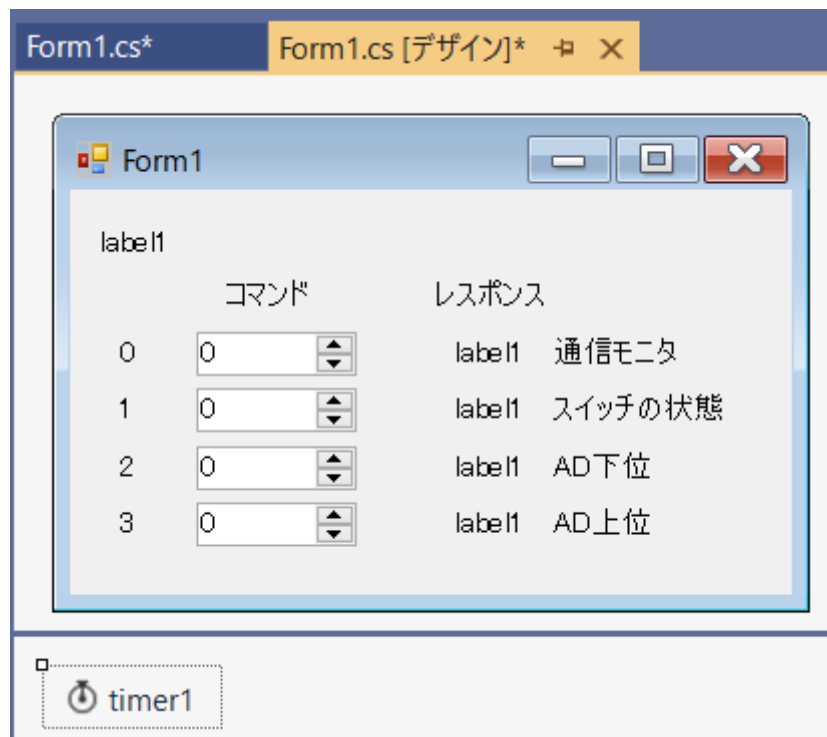 Form1.cs* Form1.cs [デザイン]*
Form1
label1
コマンド レスポンス
0 0 label1 通信モニタ
1 0 label1 スイッチの状態
2 0 label1 AD下位
3 0 label1 AD上位
timer1